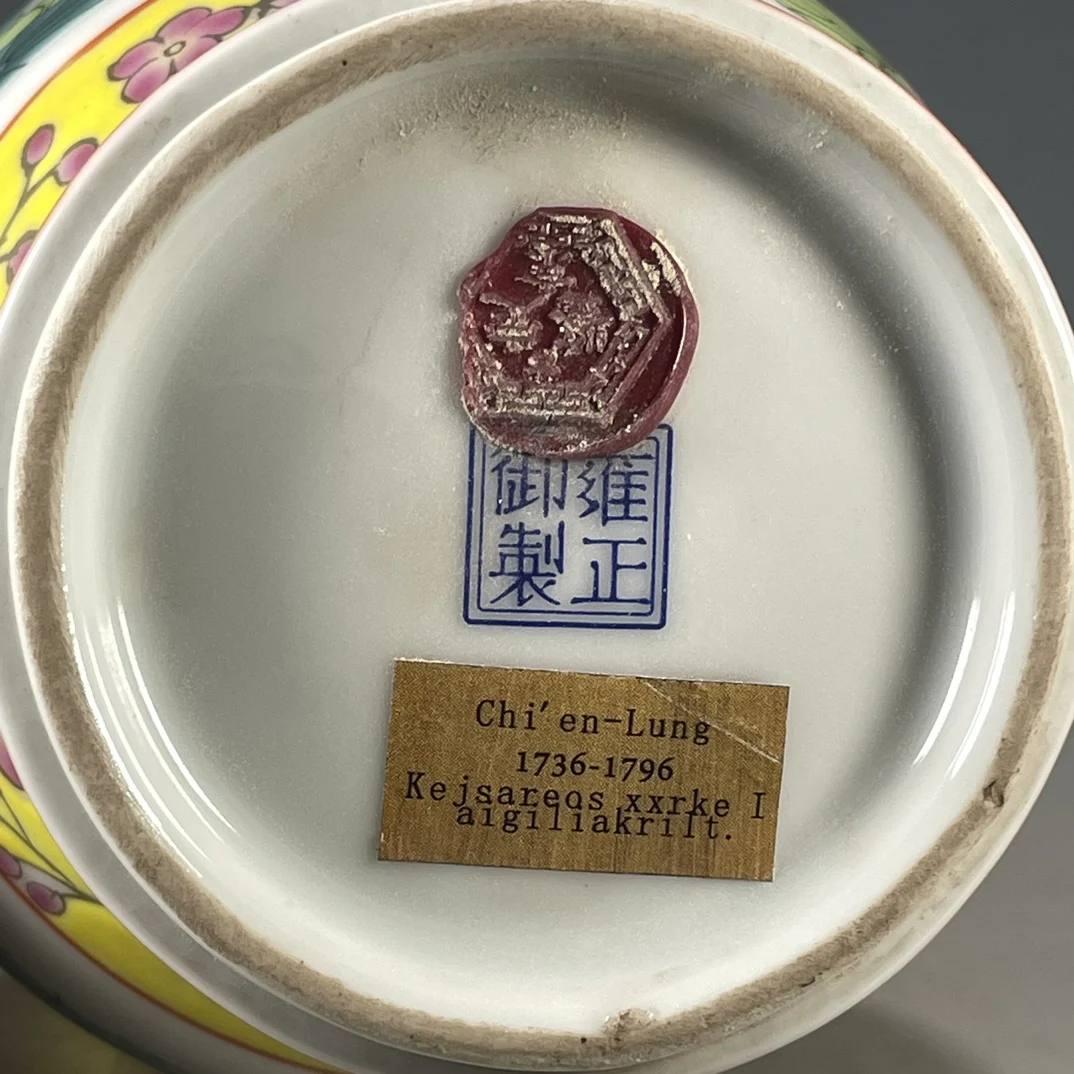 雍正
御製
Chi'en-Lung
1736-1796
Kejsareos xxrke I
aigiliakrilt.